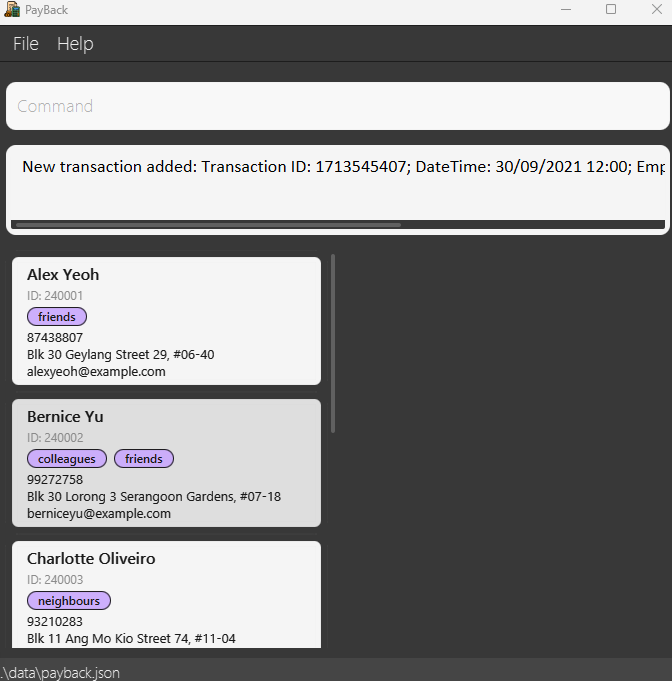 PayBack
File Help
Command
New transaction added: Transaction ID: 1713545407; DateTime: 30/09/2021 12:00; Emp
Alex Yeoh
ID: 240001
friends
87438807
Blk 30 Geylang Street 29, #06-40
alexyeoh@example.com
Bernice Yu
ID: 240002
colleagues friends
99272758
Blk 30 Lorong 3 Serangoon Gardens, #07-18
berniceyu@example.com
Charlotte Oliveiro
ID: 240003
neighbours
93210283
Blk 11 Ang Mo Kio Street 74, #11-04
.\data\payback.json